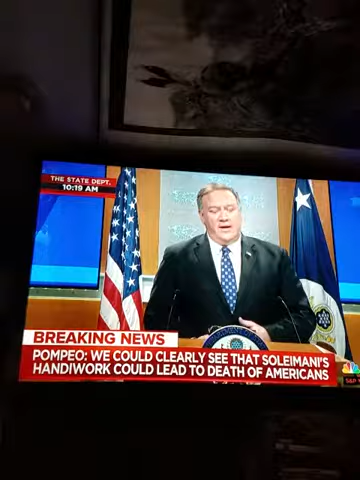 THE STATE DEPT.
10:19 AM
BREAKING NEWS
POMPEO: WE COULD CLEARLY SEE THAT SOLEIMANI'S
HANDIWORK COULD LEAD TO DEATH OF AMERICANS